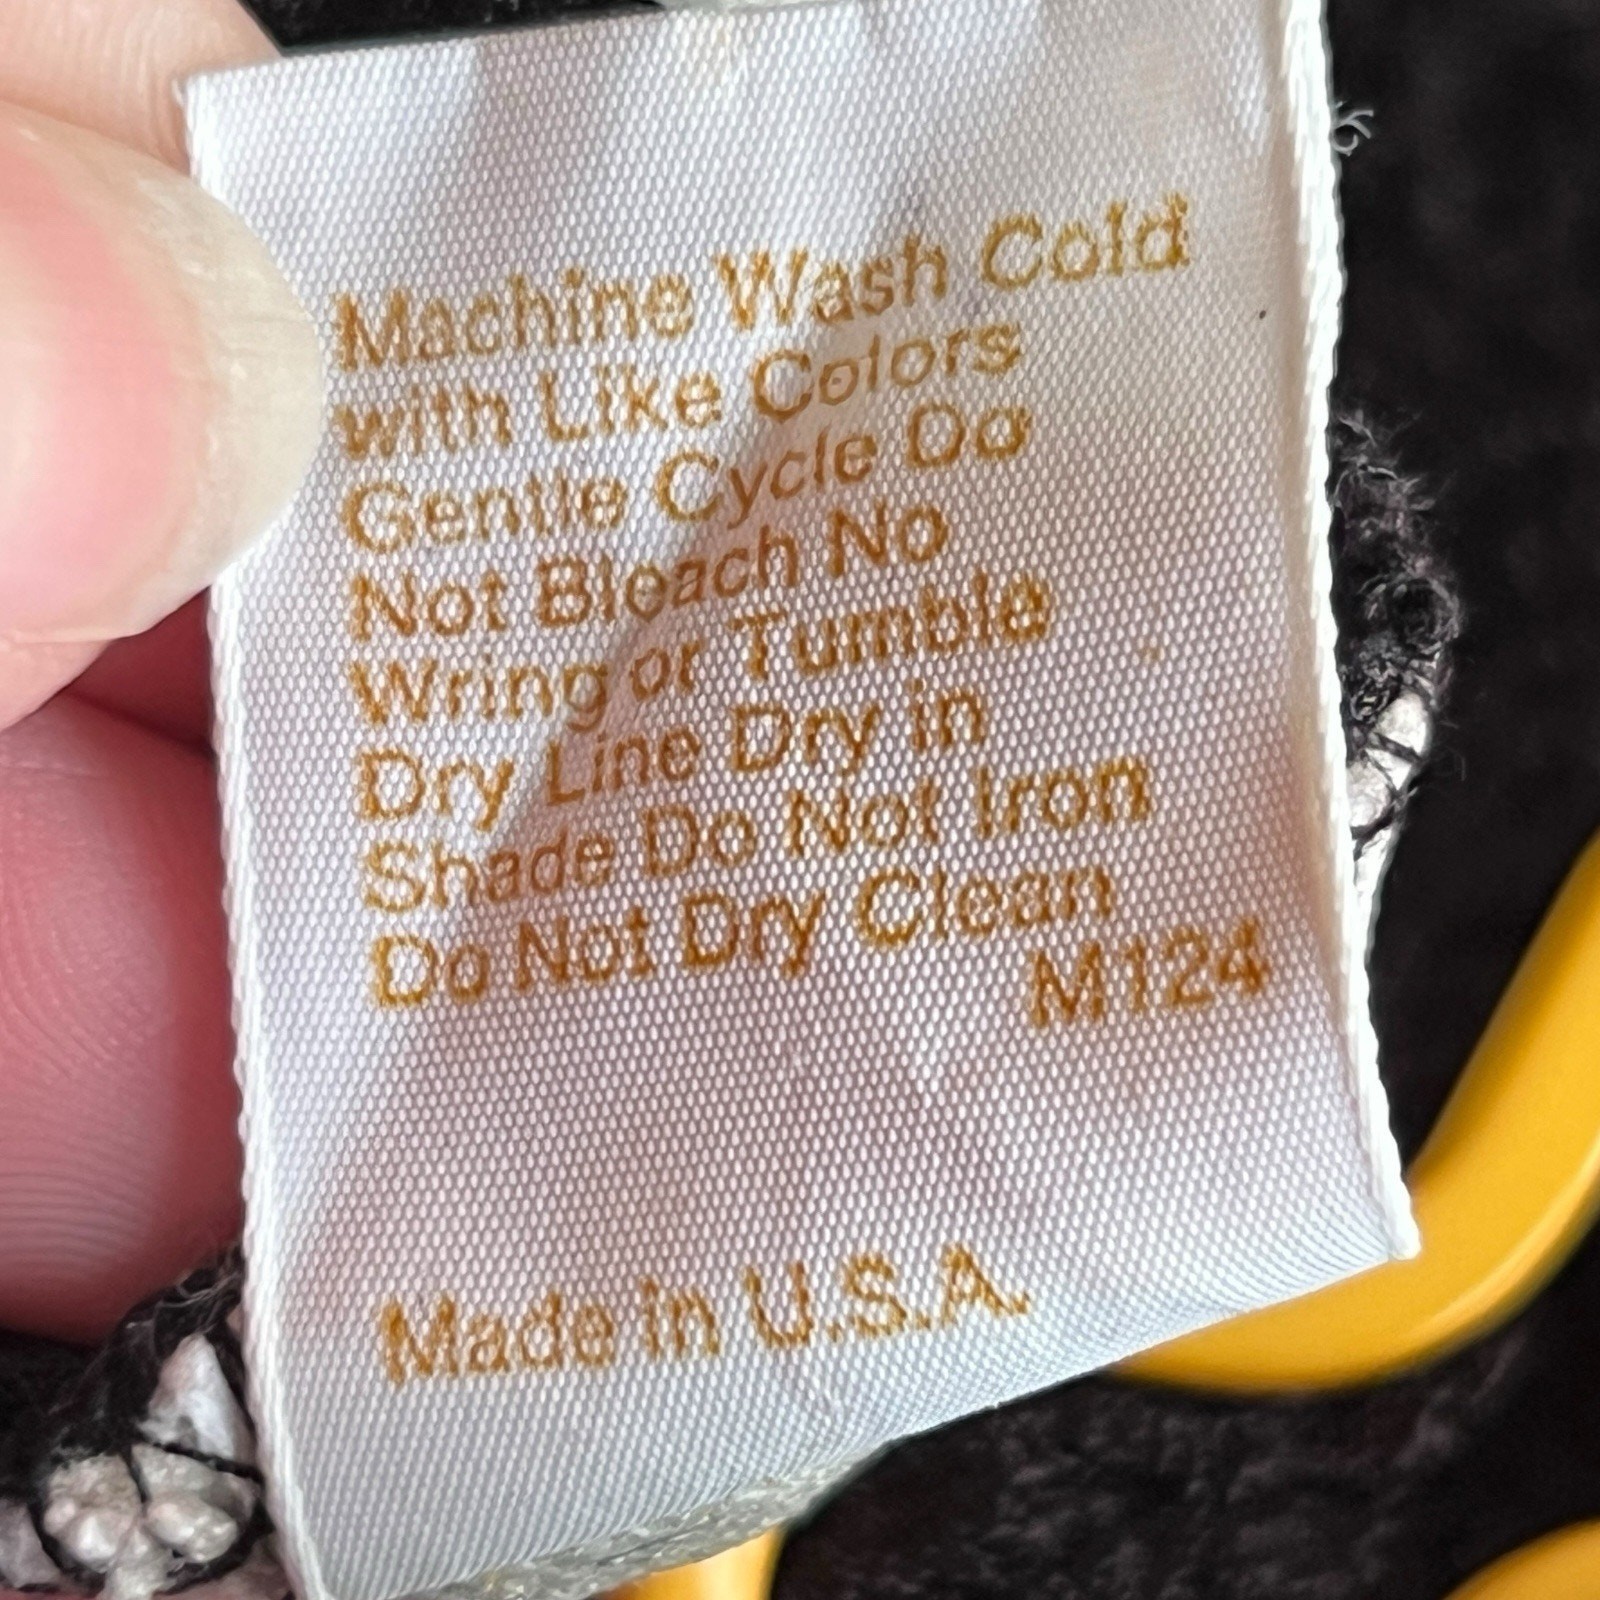 Machine Wash Cold
with Like Colors
Gentle Cycle Do
Not Bleach No
Wring or Tumble
Dry Line Dry in
Shade Do Not Iron
Do Not Dry Clean
M124
Made in U.S.A.